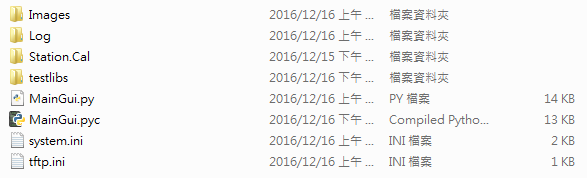 Images 2016/12/16 上午 ... 檔案資料夾
Log 2016/12/16 上午 ... 檔案資料夾
Station.Cal 2016/12/15 下午 ... 檔案資料夾
testlibs 2016/12/16 下午 ... 檔案資料夾
MainGui.py 2016/12/16 上午 ... PY 檔案 14 KB
MainGui.pyc 2016/12/16 下午 ... Compiled Pytho... 13 KB
system.ini 2016/12/16 上午 ... INI 檔案 2 KB
tftp.ini 2016/12/16 上午 ... INI 檔案 1 KB